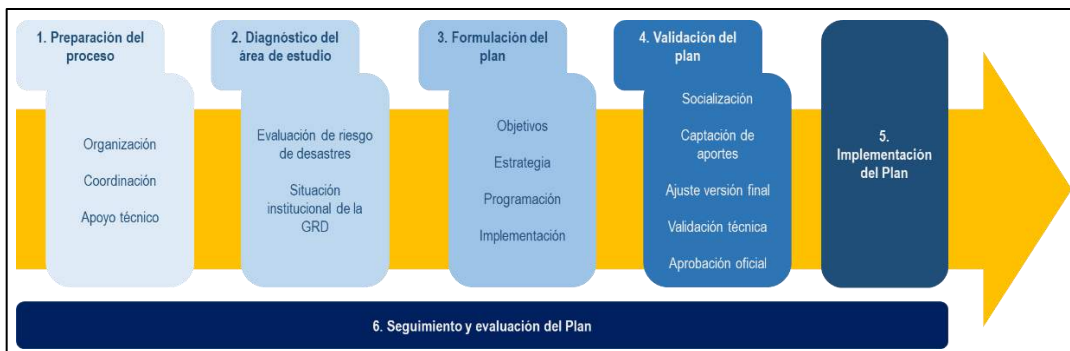 1. Preparación del
proceso
Organización
Coordinación
Apoyo técnico
2. Diagnóstico del
área de estudio
Evaluación de riesgo
de desastres
Situación
institucional de la
GRD
3. Formulación del
plan
Objetivos
Estrategia
Programación
Implementación
4. Validación del
plan
Socialización
Captación de
aportes
Ajuste versión final
Validación técnica
Aprobación oficial
5.
Implementación
del Plan
6. Seguimiento y evaluación del Plan